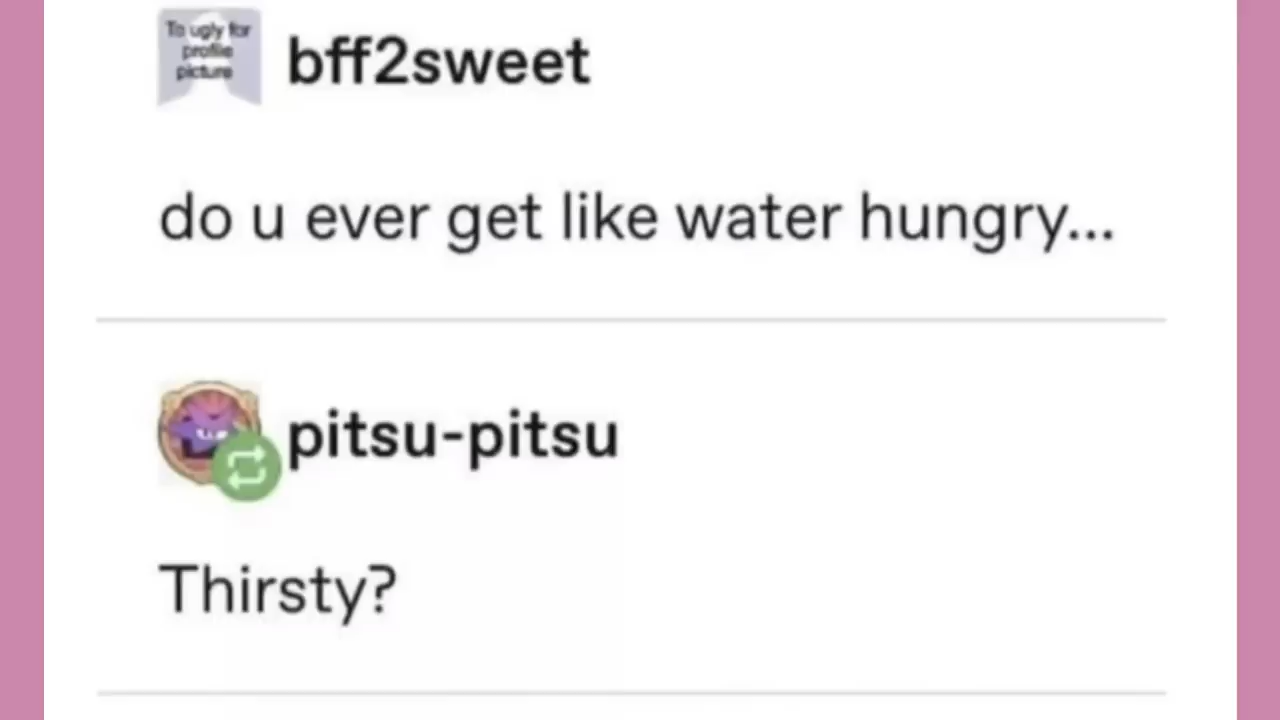 To ugly for
profile
picture
bff2sweet
do u ever get like water hungry...
pitsu-pitsu
Thirsty?